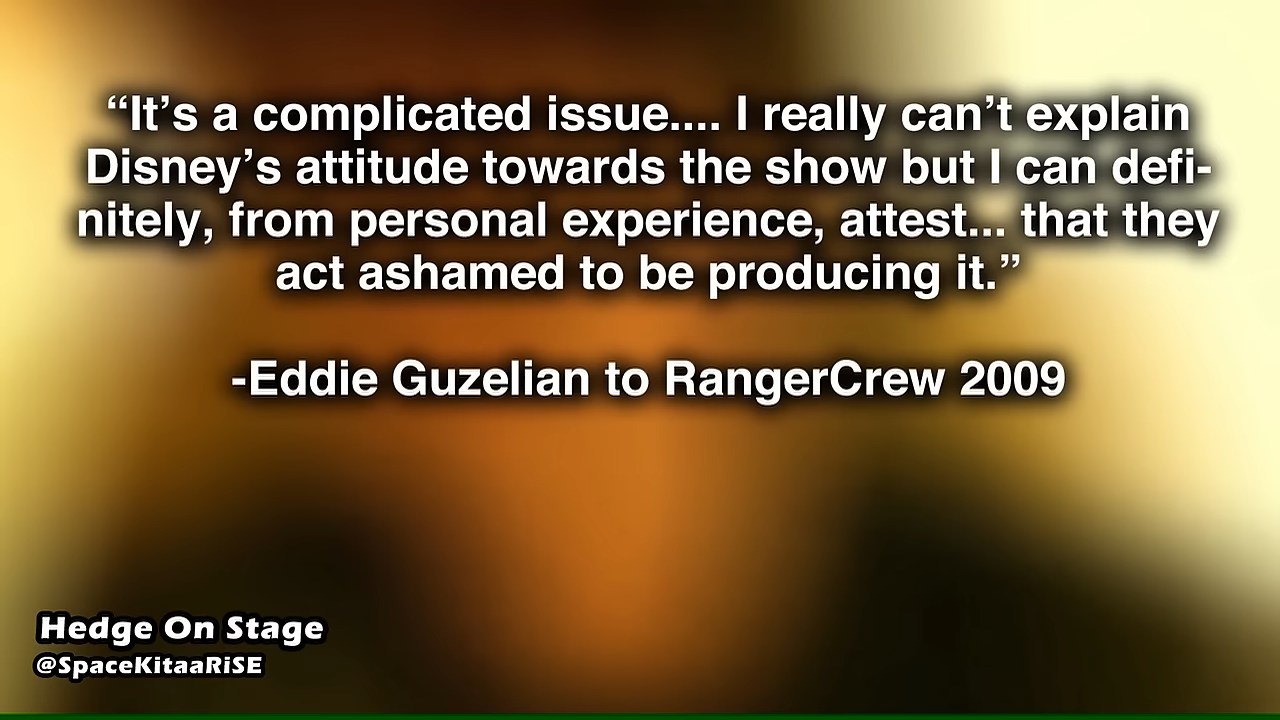 “It’s a complicated issue.... I really can’t explain
Disney’s attitude towards the show but I can defi-
nitely, from personal experience, attest... that they
act ashamed to be producing it.”
-Eddie Guzelian to RangerCrew 2009
Hedge On Stage
@SpaceKitaaRiSE